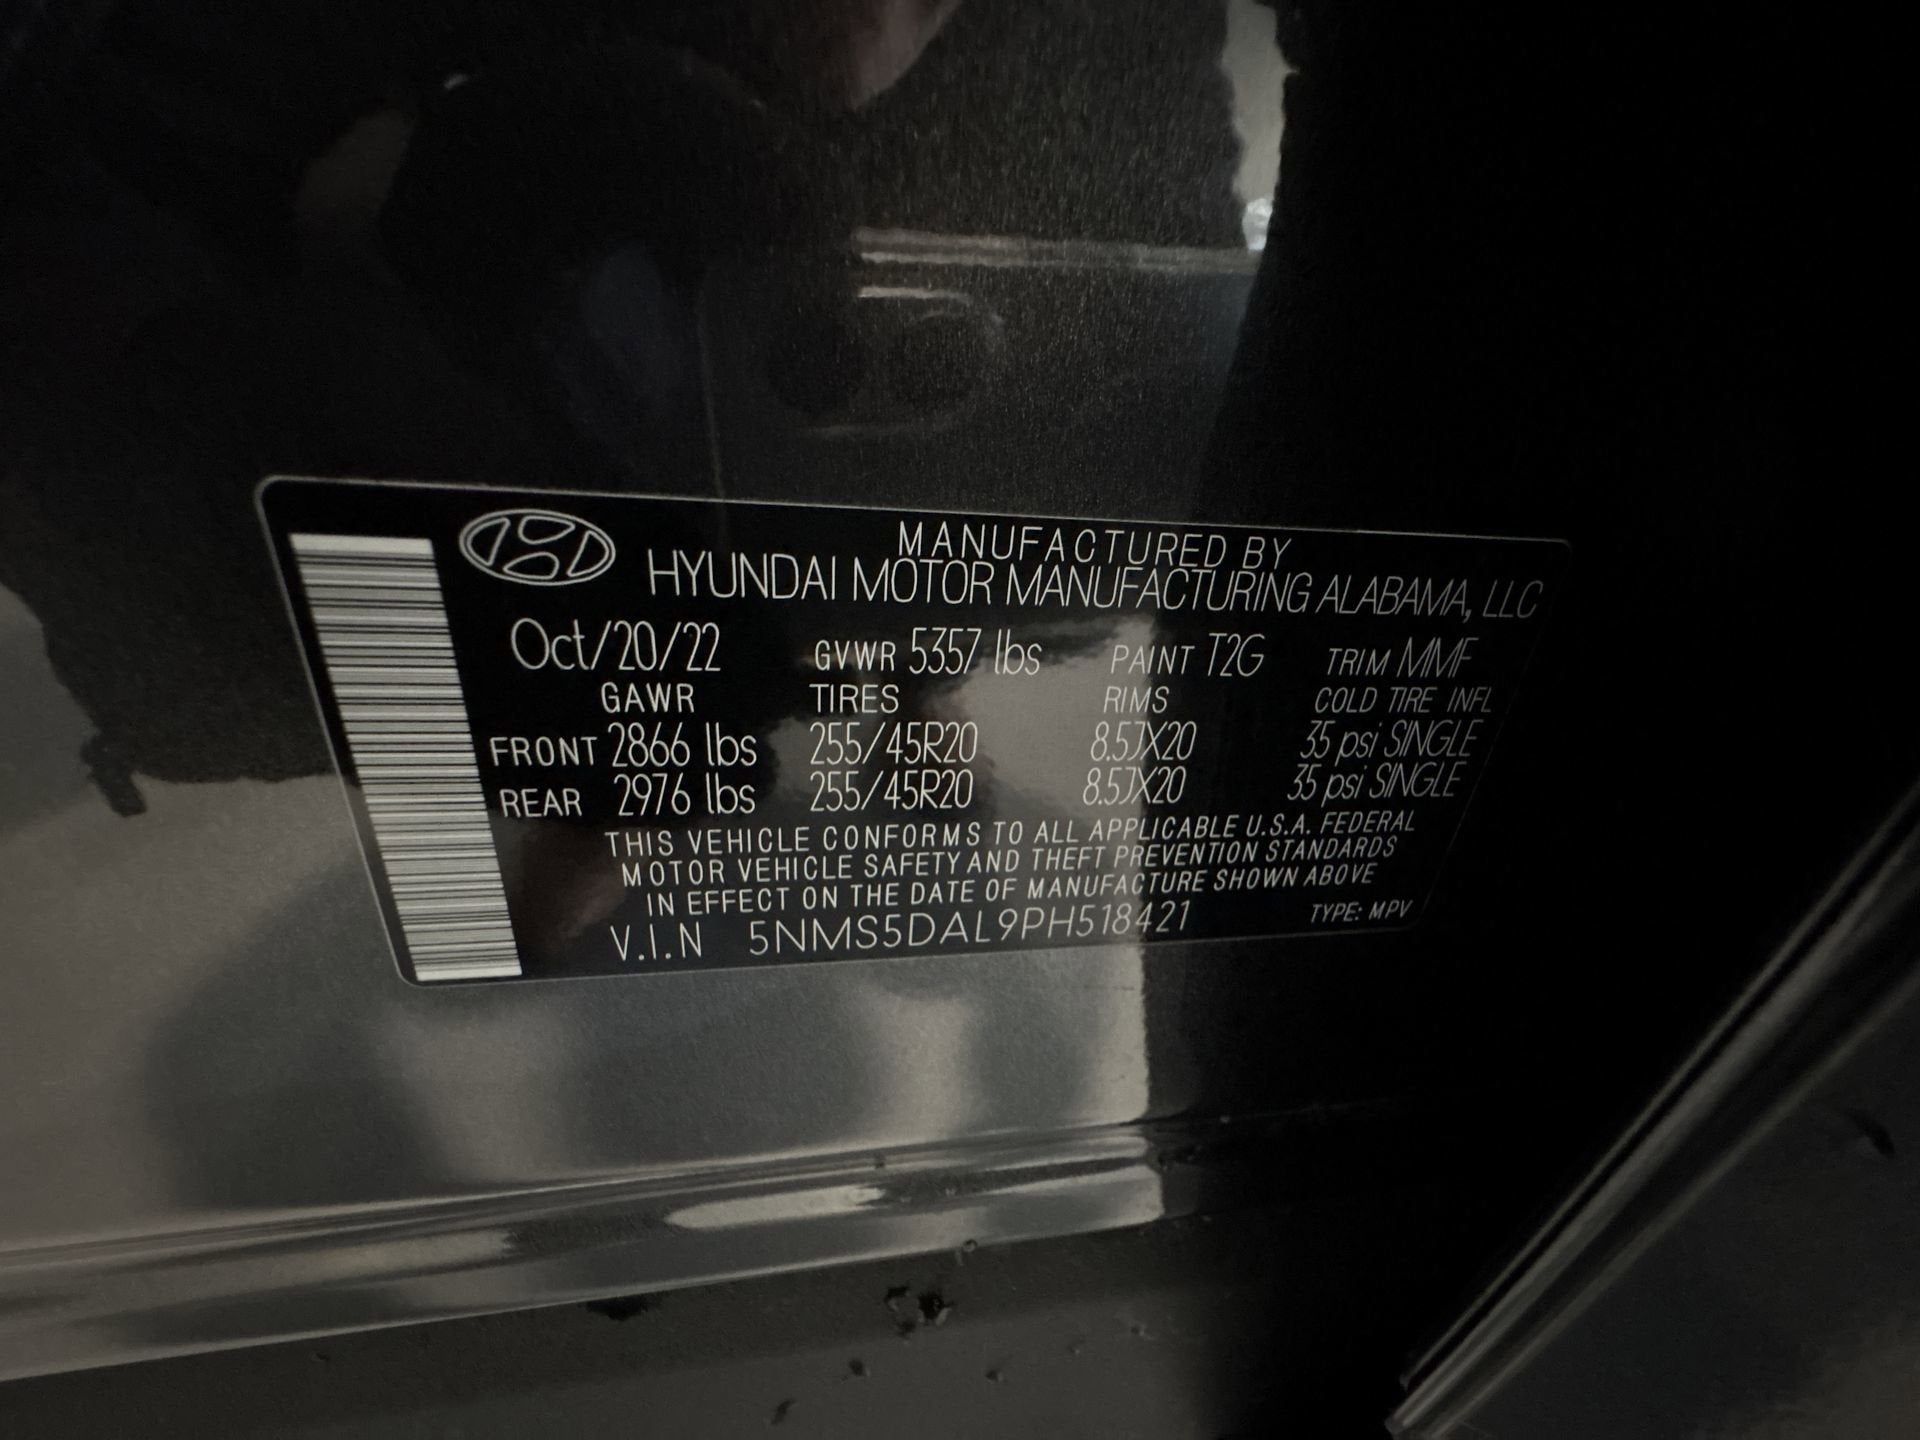 MANUFACTURED BY
HYUNDAI MOTOR MANUFACTURING ALABAMA, LLC
Oct/20/22 GVWR 5357 lbs PAINT T2G TRIM MMF
GAWR TIRES RIMS COLD TIRE INFL
FRONT 2866 lbs 255/45R20 8.5JX20 35 psi SINGLE
REAR 2976 lbs 255/45R20 8.5JX20 35 psi SINGLE
THIS VEHICLE CONFORMS TO ALL APPLICABLE U.S.A. FEDERAL
MOTOR VEHICLE SAFETY AND THEFT PREVENTION STANDARDS
IN EFFECT ON THE DATE OF MANUFACTURE SHOWN ABOVE
V.I.N 5NMS5DAL9PH518421 TYPE: MPV